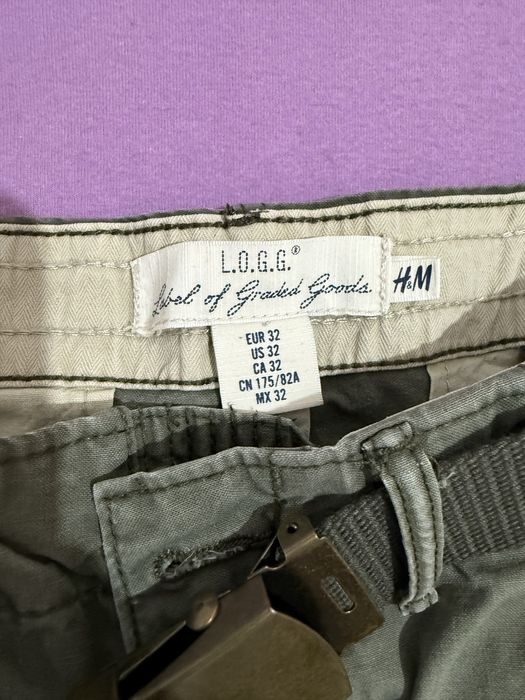 L.O.G.G.®
Label of Graded Goods
H&M
EUR 32
US 32
CA 32
CN 175/82A
MX 32